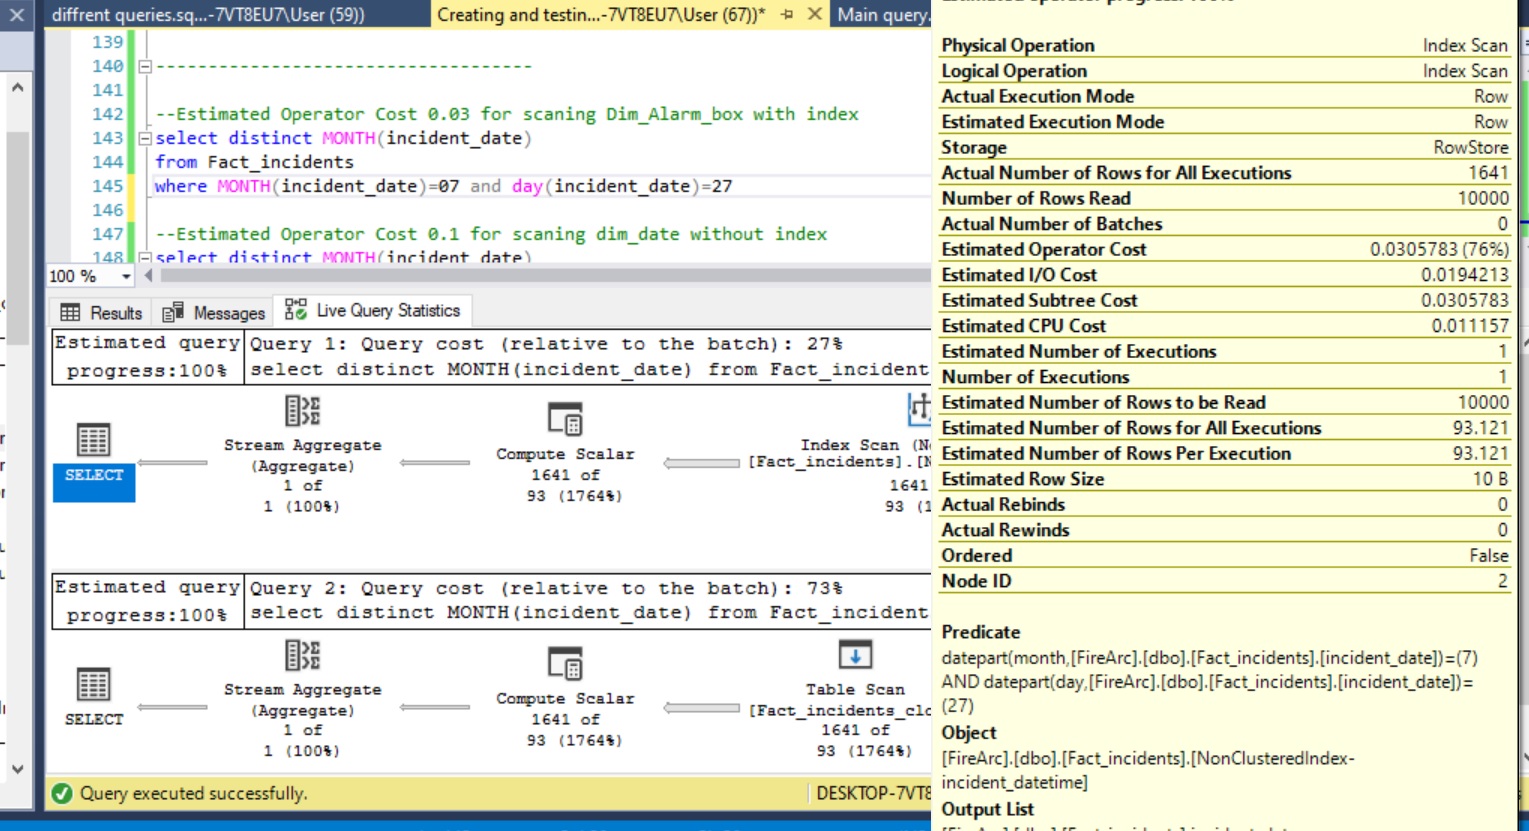 diffrent queries.sq...-7VT8EU7\User (59))
Creating and testin...-7VT8EU7\User (67))*
Main query.
139
140 ------------------------------------
141
142 --Estimated Operator Cost 0.03 for scaning Dim_Alarm_box with index
143 select distinct MONTH(incident_date)
144 from Fact_incidents
145 where MONTH(incident_date)=07 and day(incident_date)=27
146
147 --Estimated Operator Cost 0.1 for scaning dim_date without index
148 select distinct MONTH(incident date)
100 %
Results
Messages
Live Query Statistics
Estimated query progress:100%
Query 1: Query cost (relative to the batch): 27%
select distinct MONTH(incident_date) from Fact_incident
SELECT
Stream Aggregate
(Aggregate)
1 of
1 (100%)
Compute Scalar
1641 of
93 (1764%)
Index Scan (N
[Fact_incidents].[N
1641
93 (1
Estimated query progress:100%
Query 2: Query cost (relative to the batch): 73%
select distinct MONTH(incident_date) from Fact_incident
SELECT
Stream Aggregate
(Aggregate)
1 of
1 (100%)
Compute Scalar
1641 of
93 (1764%)
Table Scan
[Fact_incidents_clo
1641 of
93 (1764%)
Query executed successfully.
DESKTOP-7VT8
Physical Operation Index Scan
Logical Operation Index Scan
Actual Execution Mode Row
Estimated Execution Mode Row
Storage RowStore
Actual Number of Rows for All Executions 1641
Number of Rows Read 10000
Actual Number of Batches 0
Estimated Operator Cost 0.0305783 (76%)
Estimated I/O Cost 0.0194213
Estimated Subtree Cost 0.0305783
Estimated CPU Cost 0.011157
Estimated Number of Executions 1
Number of Executions 1
Estimated Number of Rows to be Read 10000
Estimated Number of Rows for All Executions 93.121
Estimated Number of Rows Per Execution 93.121
Estimated Row Size 10 B
Actual Rebinds 0
Actual Rewinds 0
Ordered False
Node ID 2
Predicate
datepart(month,[FireArc].[dbo].[Fact_incidents].[incident_date])=(7)
AND datepart(day,[FireArc].[dbo].[Fact_incidents].[incident_date])=
(27)
Object
[FireArc].[dbo].[Fact_incidents].[NonClusteredIndex-
incident_datetime]
Output List